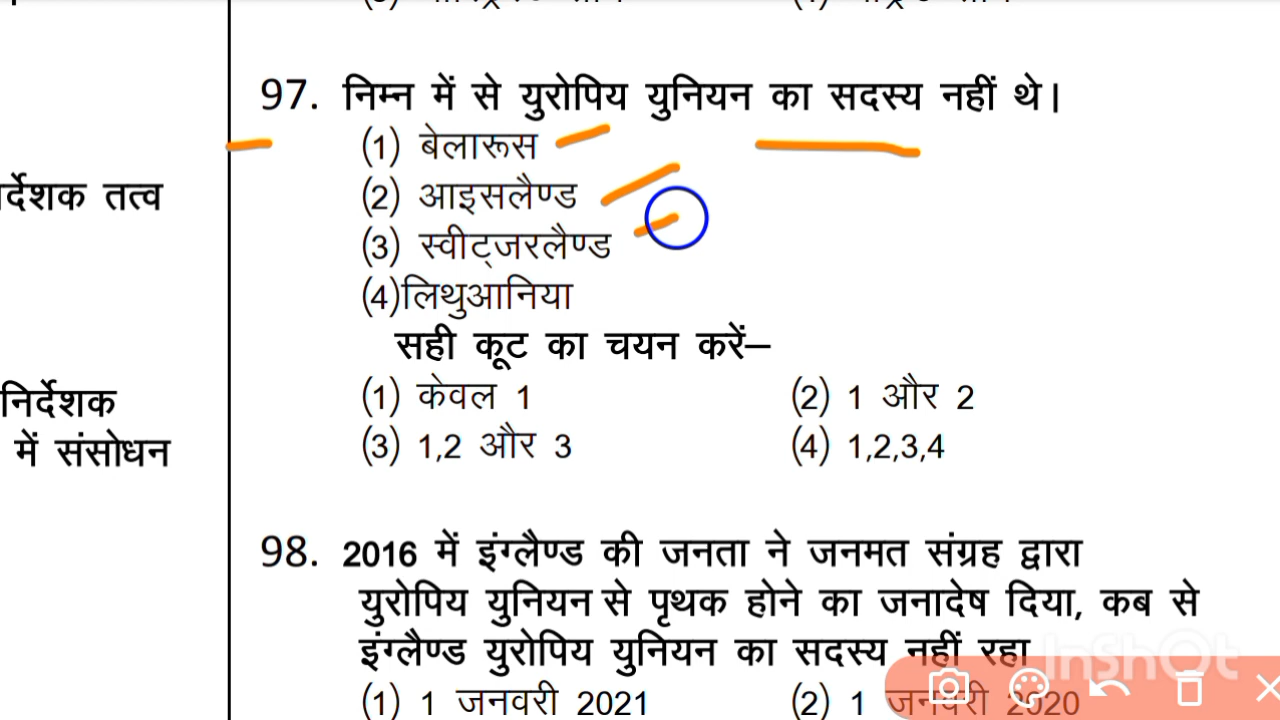 97. निम्न में से युरोपिय युनियन का सदस्य नहीं थे।
(1) बेलारूस
(2) आइसलैण्ड
र्देशक तत्व
(3) स्वीट्जरलैण्ड
(4)लिथुआनिया
सही कूट का चयन करें–
निर्देशक
(1) केवल 1 (2) 1 और 2
में संसोधन
(3) 1,2 और 3 (4) 1,2,3,4
98. 2016 में इंग्लैण्ड की जनता ने जनमत संग्रह द्वारा
युरोपिय युनियन से पृथक होने का जनादेष दिया, कब से
इंग्लैण्ड युरोपिय युनियन का सदस्य नहीं रहा
InShOt
(1) 1 जनवरी 2021 (2) 1 जनवरी 2020